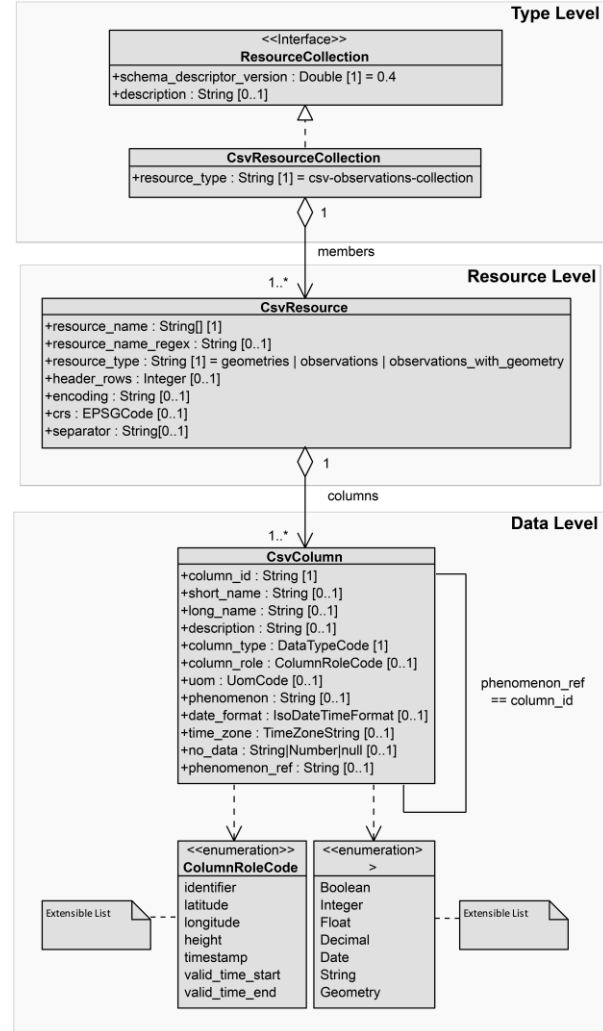 Type Level
<<Interface>>
ResourceCollection
+schema_descriptor_version : Double [1] = 0.4
+description : String [0..1]
CsvResourceCollection
+resource_type : String [1] = csv-observations-collection
1
members
1..*
Resource Level
CsvResource
+resource_name : String[] [1]
+resource_name_regex : String [0..1]
+resource_type : String [1] = geometries | observations | observations_with_geometry
+header_rows : Integer [0..1]
+encoding : String [0..1]
+crs : EPSGCode [0..1]
+separator : String[0..1]
1
columns
1..*
Data Level
CsvColumn
+column_id : String [1]
+short_name : String [0..1]
+long_name : String [0..1]
+description : String [0..1]
+column_type : DataTypeCode [1]
+column_role : ColumnRoleCode [0..1]
+uom : UomCode [0..1]
+phenomenon : String [0..1]
+date_format : IsoDateTimeFormat [0..1]
+time_zone : TimeZoneString [0..1]
+no_data : String|Number|null [0..1]
+phenomenon_ref : String [0..1]
phenomenon_ref
== column_id
<<enumeration>>
ColumnRoleCode
identifier
latitude
longitude
height
timestamp
valid_time_start
valid_time_end
Extensible List
<<enumeration>
>
Boolean
Integer
Float
Decimal
Date
String
Geometry
Extensible List